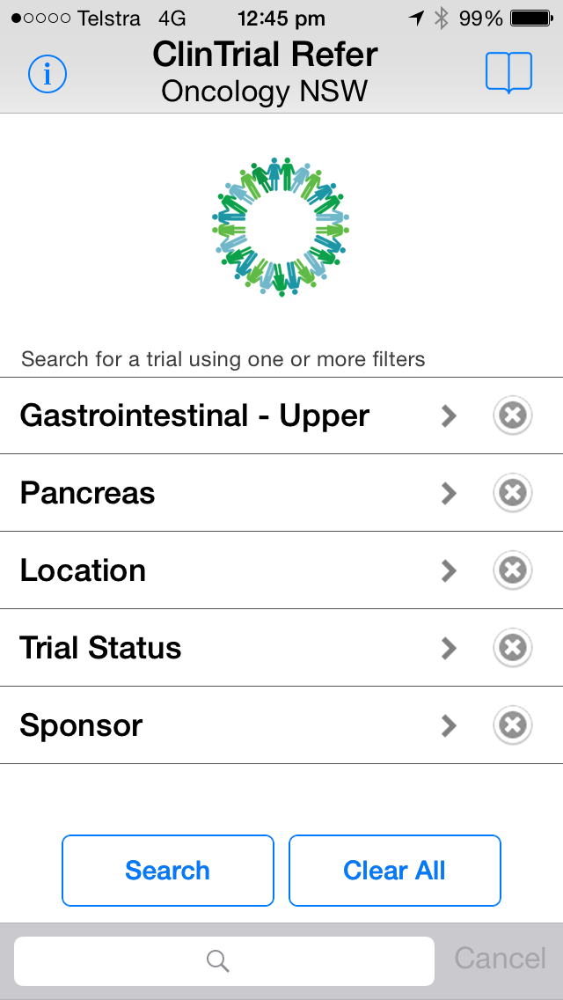 Telstra 4G 12:45 pm 99%
ClinTrial Refer
Oncology NSW
i
Search for a trial using one or more filters
Gastrointestinal - Upper
Pancreas
Location
Trial Status
Sponsor
Search Clear All
Cancel